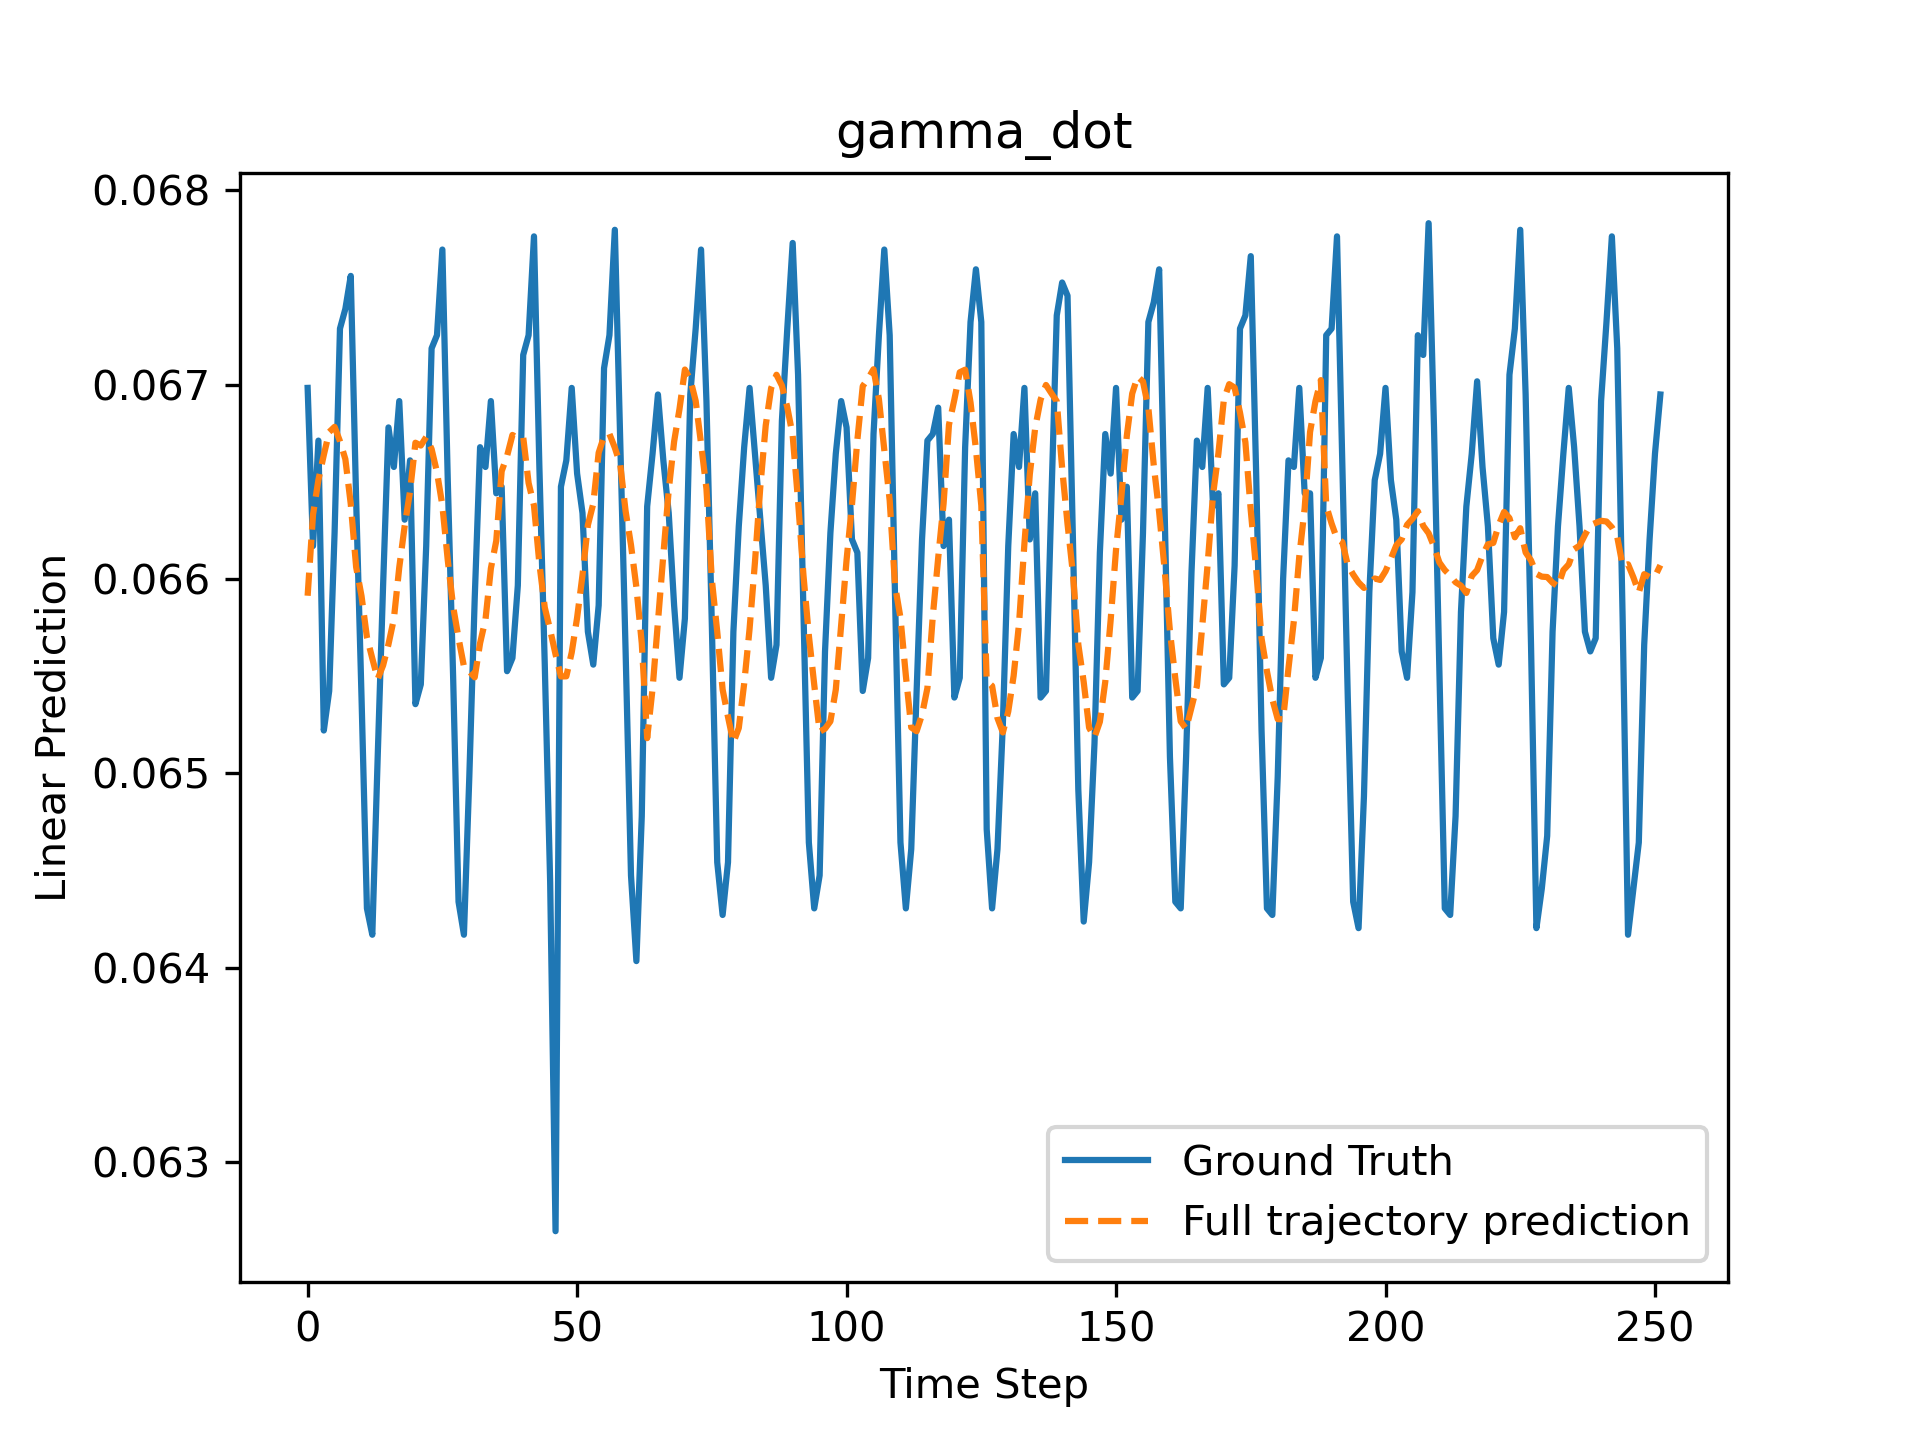 gamma_dot
0.068
0.067
0.066
0.065
0.064
0.063
Linear Prediction
Ground Truth
Full trajectory prediction
0 50 100 150 200 250
Time Step